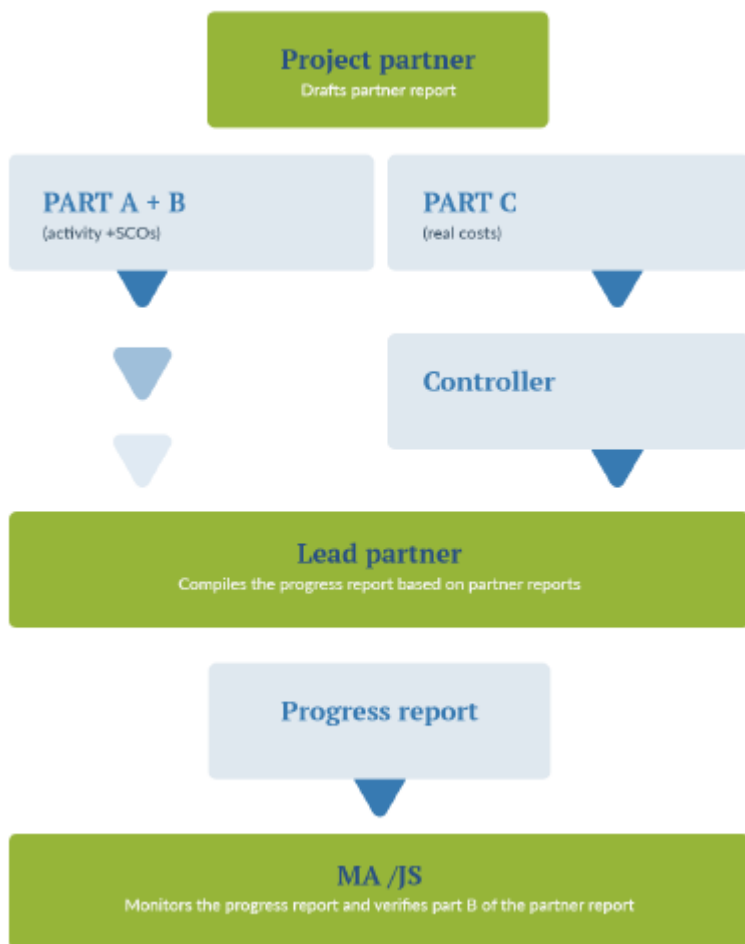 Project partner
Drafts partner report
PART A + B
(activity +SCOs)
PART C
(real costs)
Controller
Lead partner
Compiles the progress report based on partner reports
Progress report
MA /JS
Monitors the progress report and verifies part B of the partner report